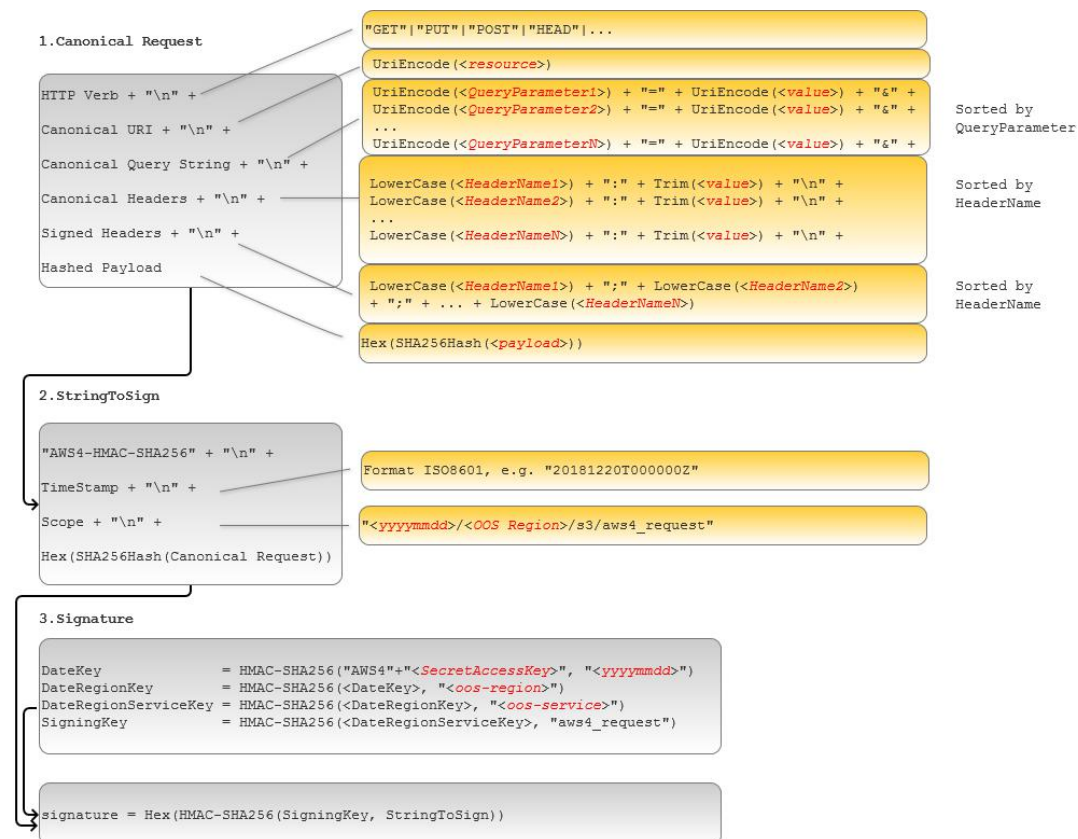 1.Canonical Request
"GET"|"PUT"|"POST"|"HEAD"|...
UriEncode(<resource>)
HTTP Verb + "\n" +
Canonical URI + "\n" +
Canonical Query String + "\n" +
Canonical Headers + "\n" +
Signed Headers + "\n" +
Hashed Payload
UriEncode(<QueryParameter1>) + "=" + UriEncode(<value>) + "&" +
UriEncode(<QueryParameter2>) + "=" + UriEncode(<value>) + "&" +
...
UriEncode(<QueryParameterN>) + "=" + UriEncode(<value>) + "&" +
Sorted by
QueryParameter
LowerCase(<HeaderName1>) + ":" + Trim(<value>) + "\n" +
LowerCase(<HeaderName2>) + ":" + Trim(<value>) + "\n" +
...
LowerCase(<HeaderNameN>) + ":" + Trim(<value>) + "\n" +
Sorted by
HeaderName
LowerCase(<HeaderName1>) + ";" + LowerCase(<HeaderName2>)
+ ";" + ... + LowerCase(<HeaderNameN>)
Sorted by
HeaderName
Hex(SHA256Hash(<payload>))
2.StringToSign
"AWS4-HMAC-SHA256" + "\n" +
TimeStamp + "\n" +
Scope + "\n" +
Hex(SHA256Hash(Canonical Request))
Format ISO8601, e.g. "20181220T000000Z"
"<yyyymmdd>/<OOS Region>/s3/aws4_request"
3.Signature
DateKey = HMAC-SHA256("AWS4"+"<SecretAccessKey>", "<yyyymmdd>")
DateRegionKey = HMAC-SHA256(<DateKey>, "<oos-region>")
DateRegionServiceKey = HMAC-SHA256(<DateRegionKey>, "<oos-service>")
SigningKey = HMAC-SHA256(<DateRegionServiceKey>, "aws4_request")
signature = Hex(HMAC-SHA256(SigningKey, StringToSign))